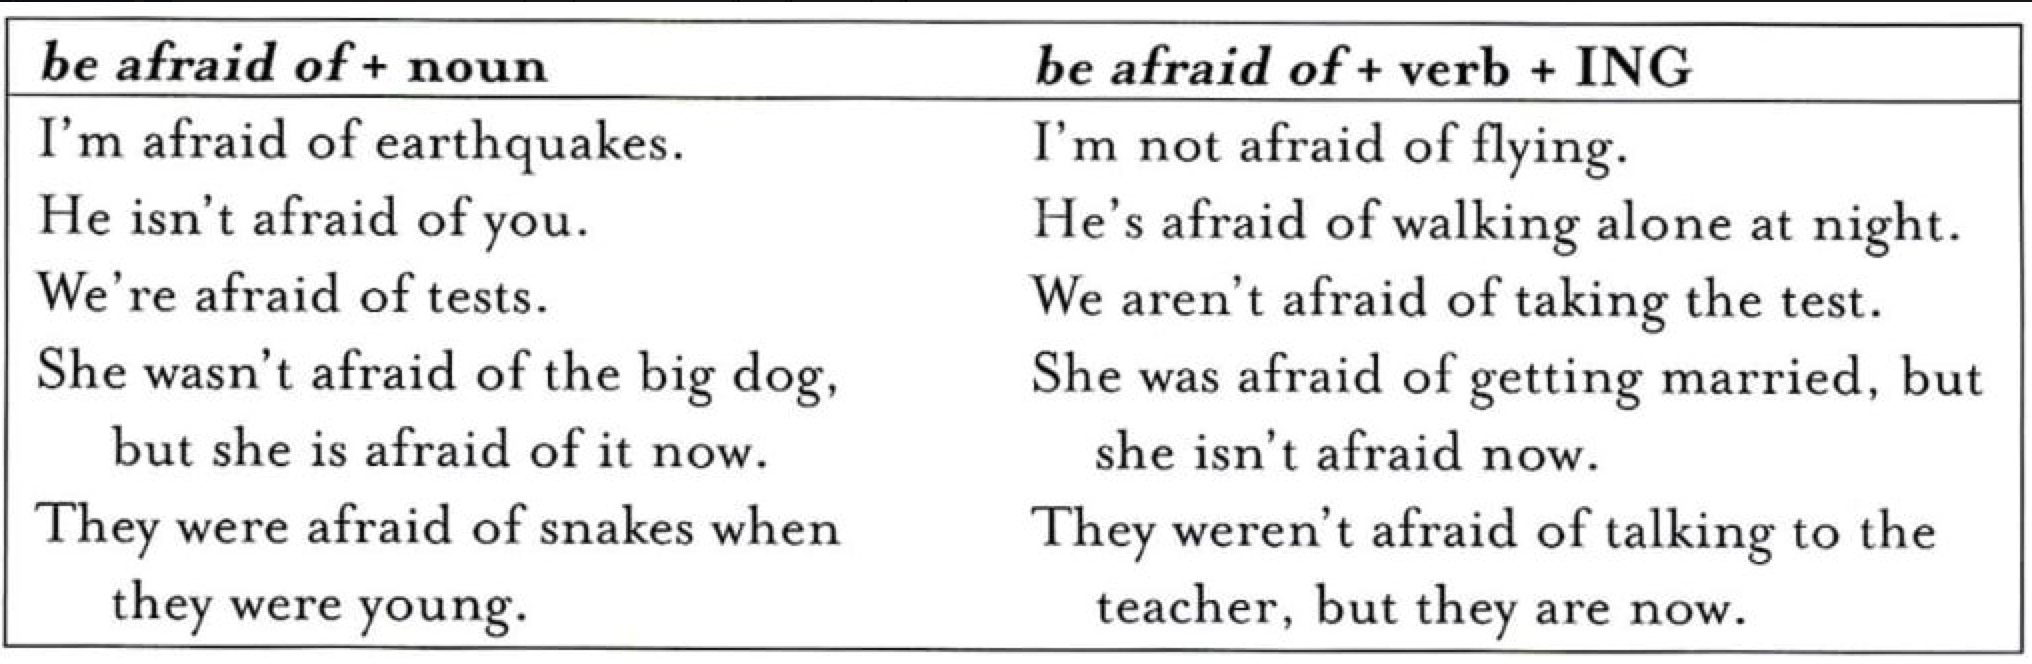 be afraid of + noun
I'm afraid of earthquakes.
He isn't afraid of you.
We're afraid of tests.
She wasn't afraid of the big dog,
but she is afraid of it now.
They were afraid of snakes when
they were young.
be afraid of + verb + ING
I'm not afraid of flying.
He's afraid of walking alone at night.
We aren't afraid of taking the test.
She was afraid of getting married, but
she isn't afraid now.
They weren't afraid of talking to the
teacher, but they are now.